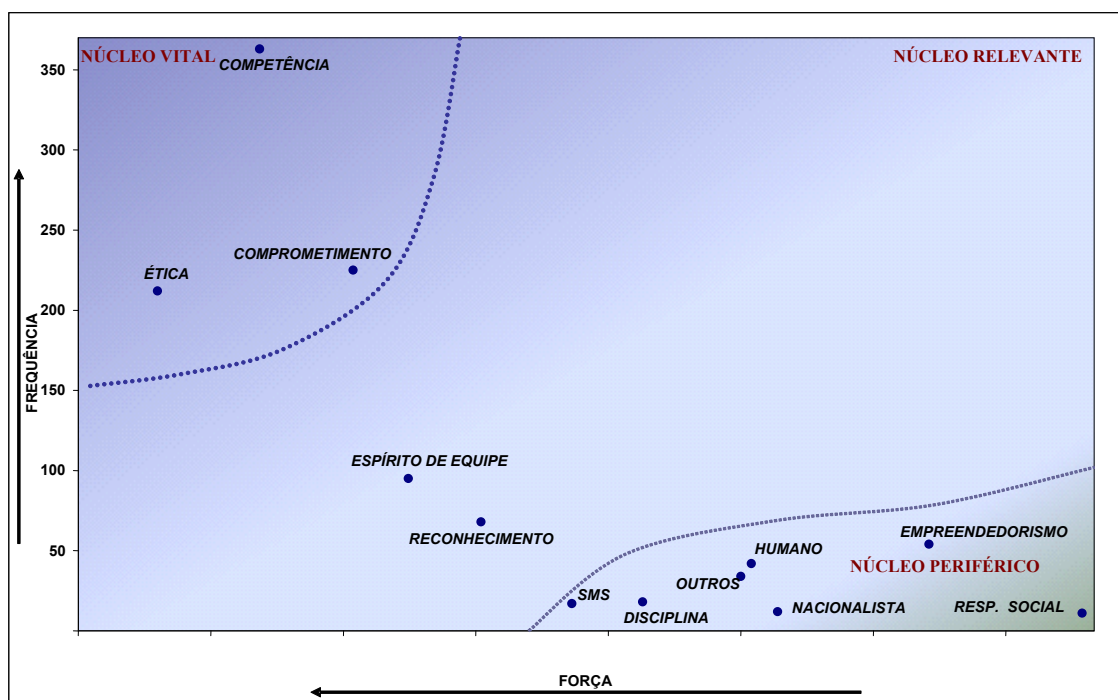 NÚCLEO VITAL
NÚCLEO RELEVANTE
COMPETÊNCIA
350
300
250
200
150
100
50
FREQUÊNCIA
COMPROMETIMENTO
ÉTICA
ESPÍRITO DE EQUIPE
RECONHECIMENTO
EMPREENDEDORISMO
HUMANO
NÚCLEO PERIFÉRICO
OUTROS
SMS
DISCIPLINA
NACIONALISTA
RESP. SOCIAL
FORÇA